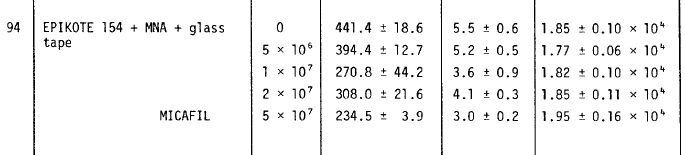 94 EPIKOTE 154 + MNA + glass 0 441.4 ± 18.6 5.5 ± 0.6 1.85 ± 0.10 × 10⁴
tape 5 × 10⁶ 394.4 ± 12.7 5.2 ± 0.5 1.77 ± 0.06 × 10⁴
1 × 10⁷ 270.8 ± 44.2 3.6 ± 0.9 1.82 ± 0.10 × 10⁴
2 × 10⁷ 308.0 ± 21.6 4.1 ± 0.3 1.85 ± 0.11 × 10⁴
MICAFIL 5 × 10⁷ 234.5 ± 3.9 3.0 ± 0.2 1.95 ± 0.16 × 10⁴